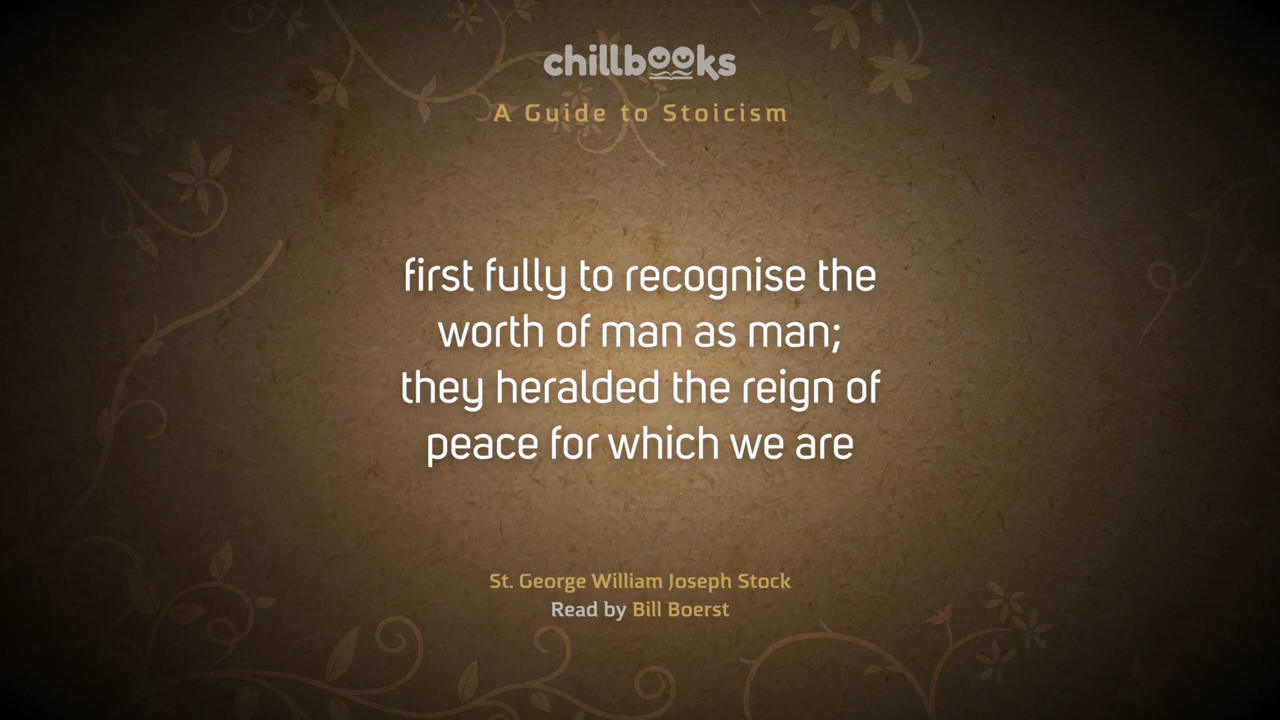 chillbooks
A Guide to Stoicism
first fully to recognise the
worth of man as man;
they heralded the reign of
peace for which we are
St. George William Joseph Stock
Read by Bill Boerst